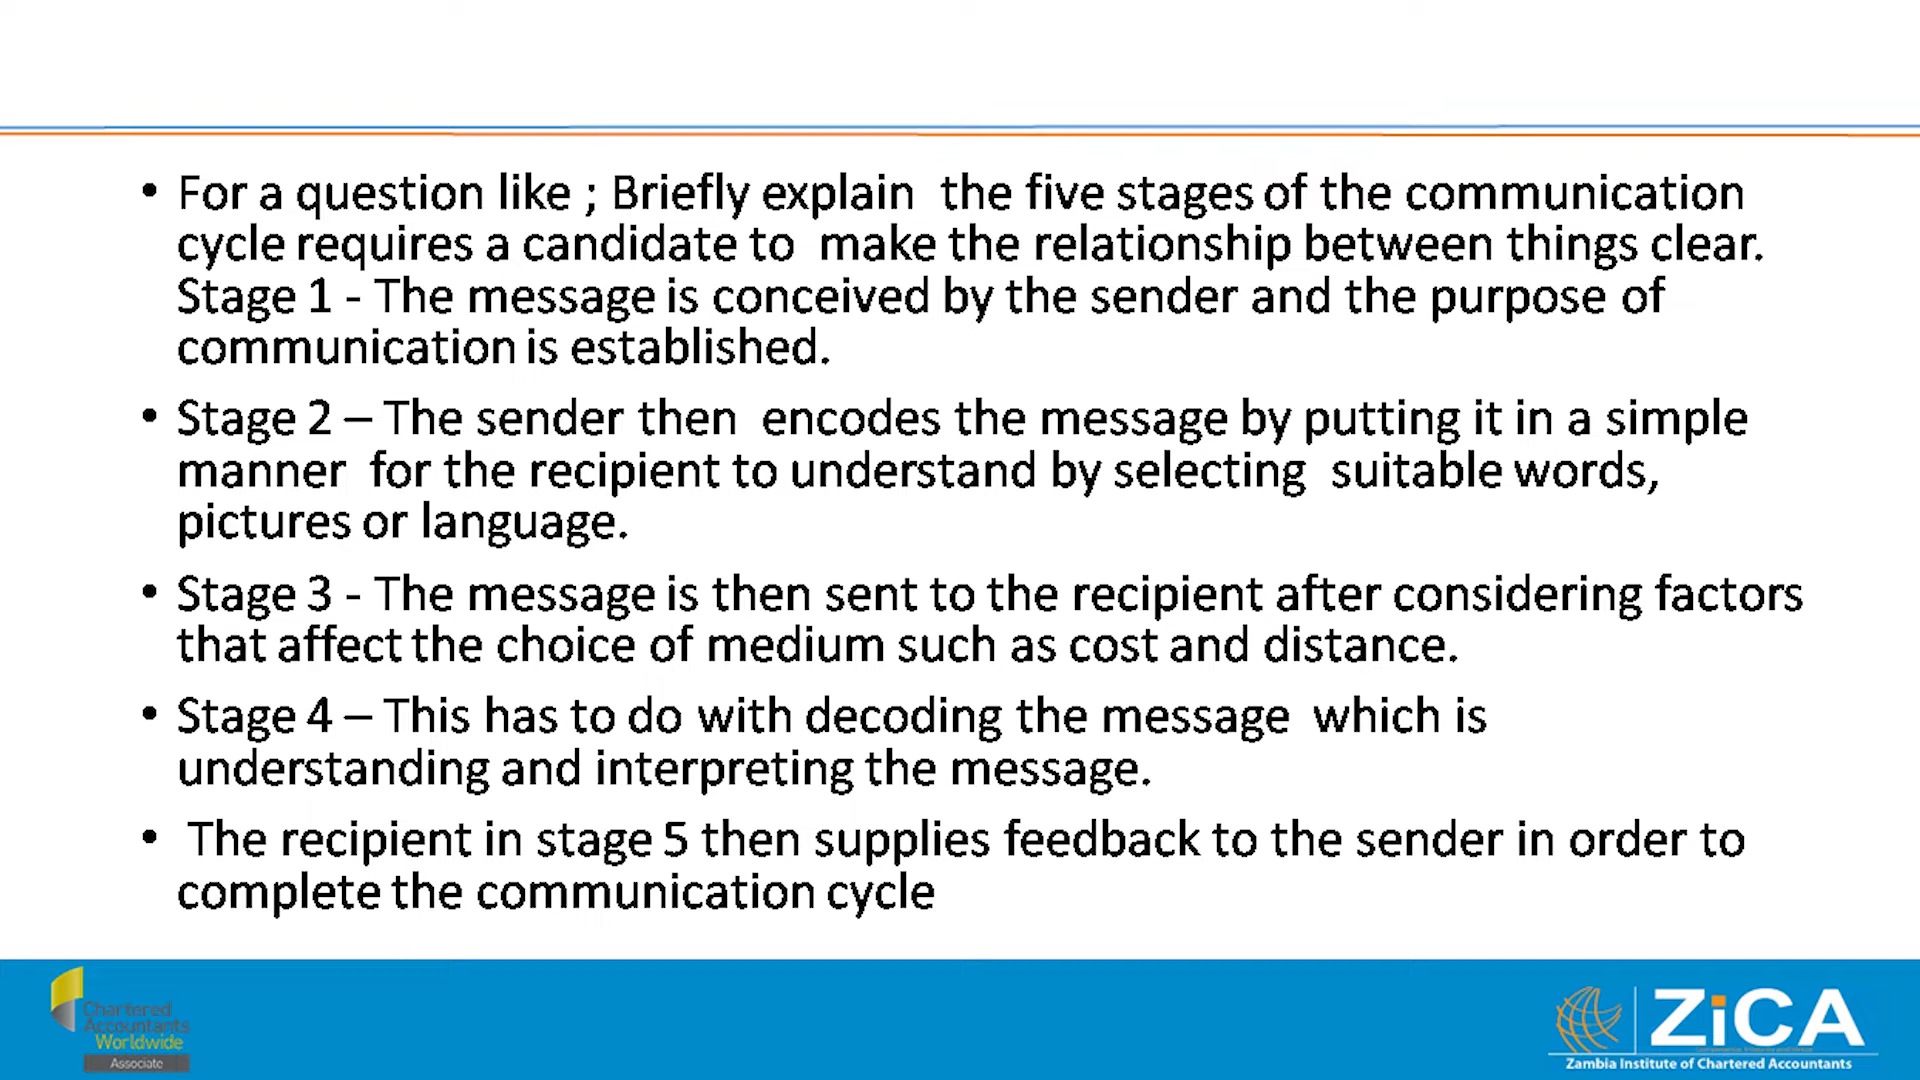 • For a question like ; Briefly explain the five stages of the communication
cycle requires a candidate to make the relationship between things clear.
Stage 1 - The message is conceived by the sender and the purpose of
communication is established.
• Stage 2 – The sender then encodes the message by putting it in a simple
manner for the recipient to understand by selecting suitable words,
pictures or language.
• Stage 3 - The message is then sent to the recipient after considering factors
that affect the choice of medium such as cost and distance.
• Stage 4 – This has to do with decoding the message which is
understanding and interpreting the message.
• The recipient in stage 5 then supplies feedback to the sender in order to
complete the communication cycle
Chartered
Accountants
Worldwide
Associate
ZiCA
Zambia Institute of Chartered Accountants